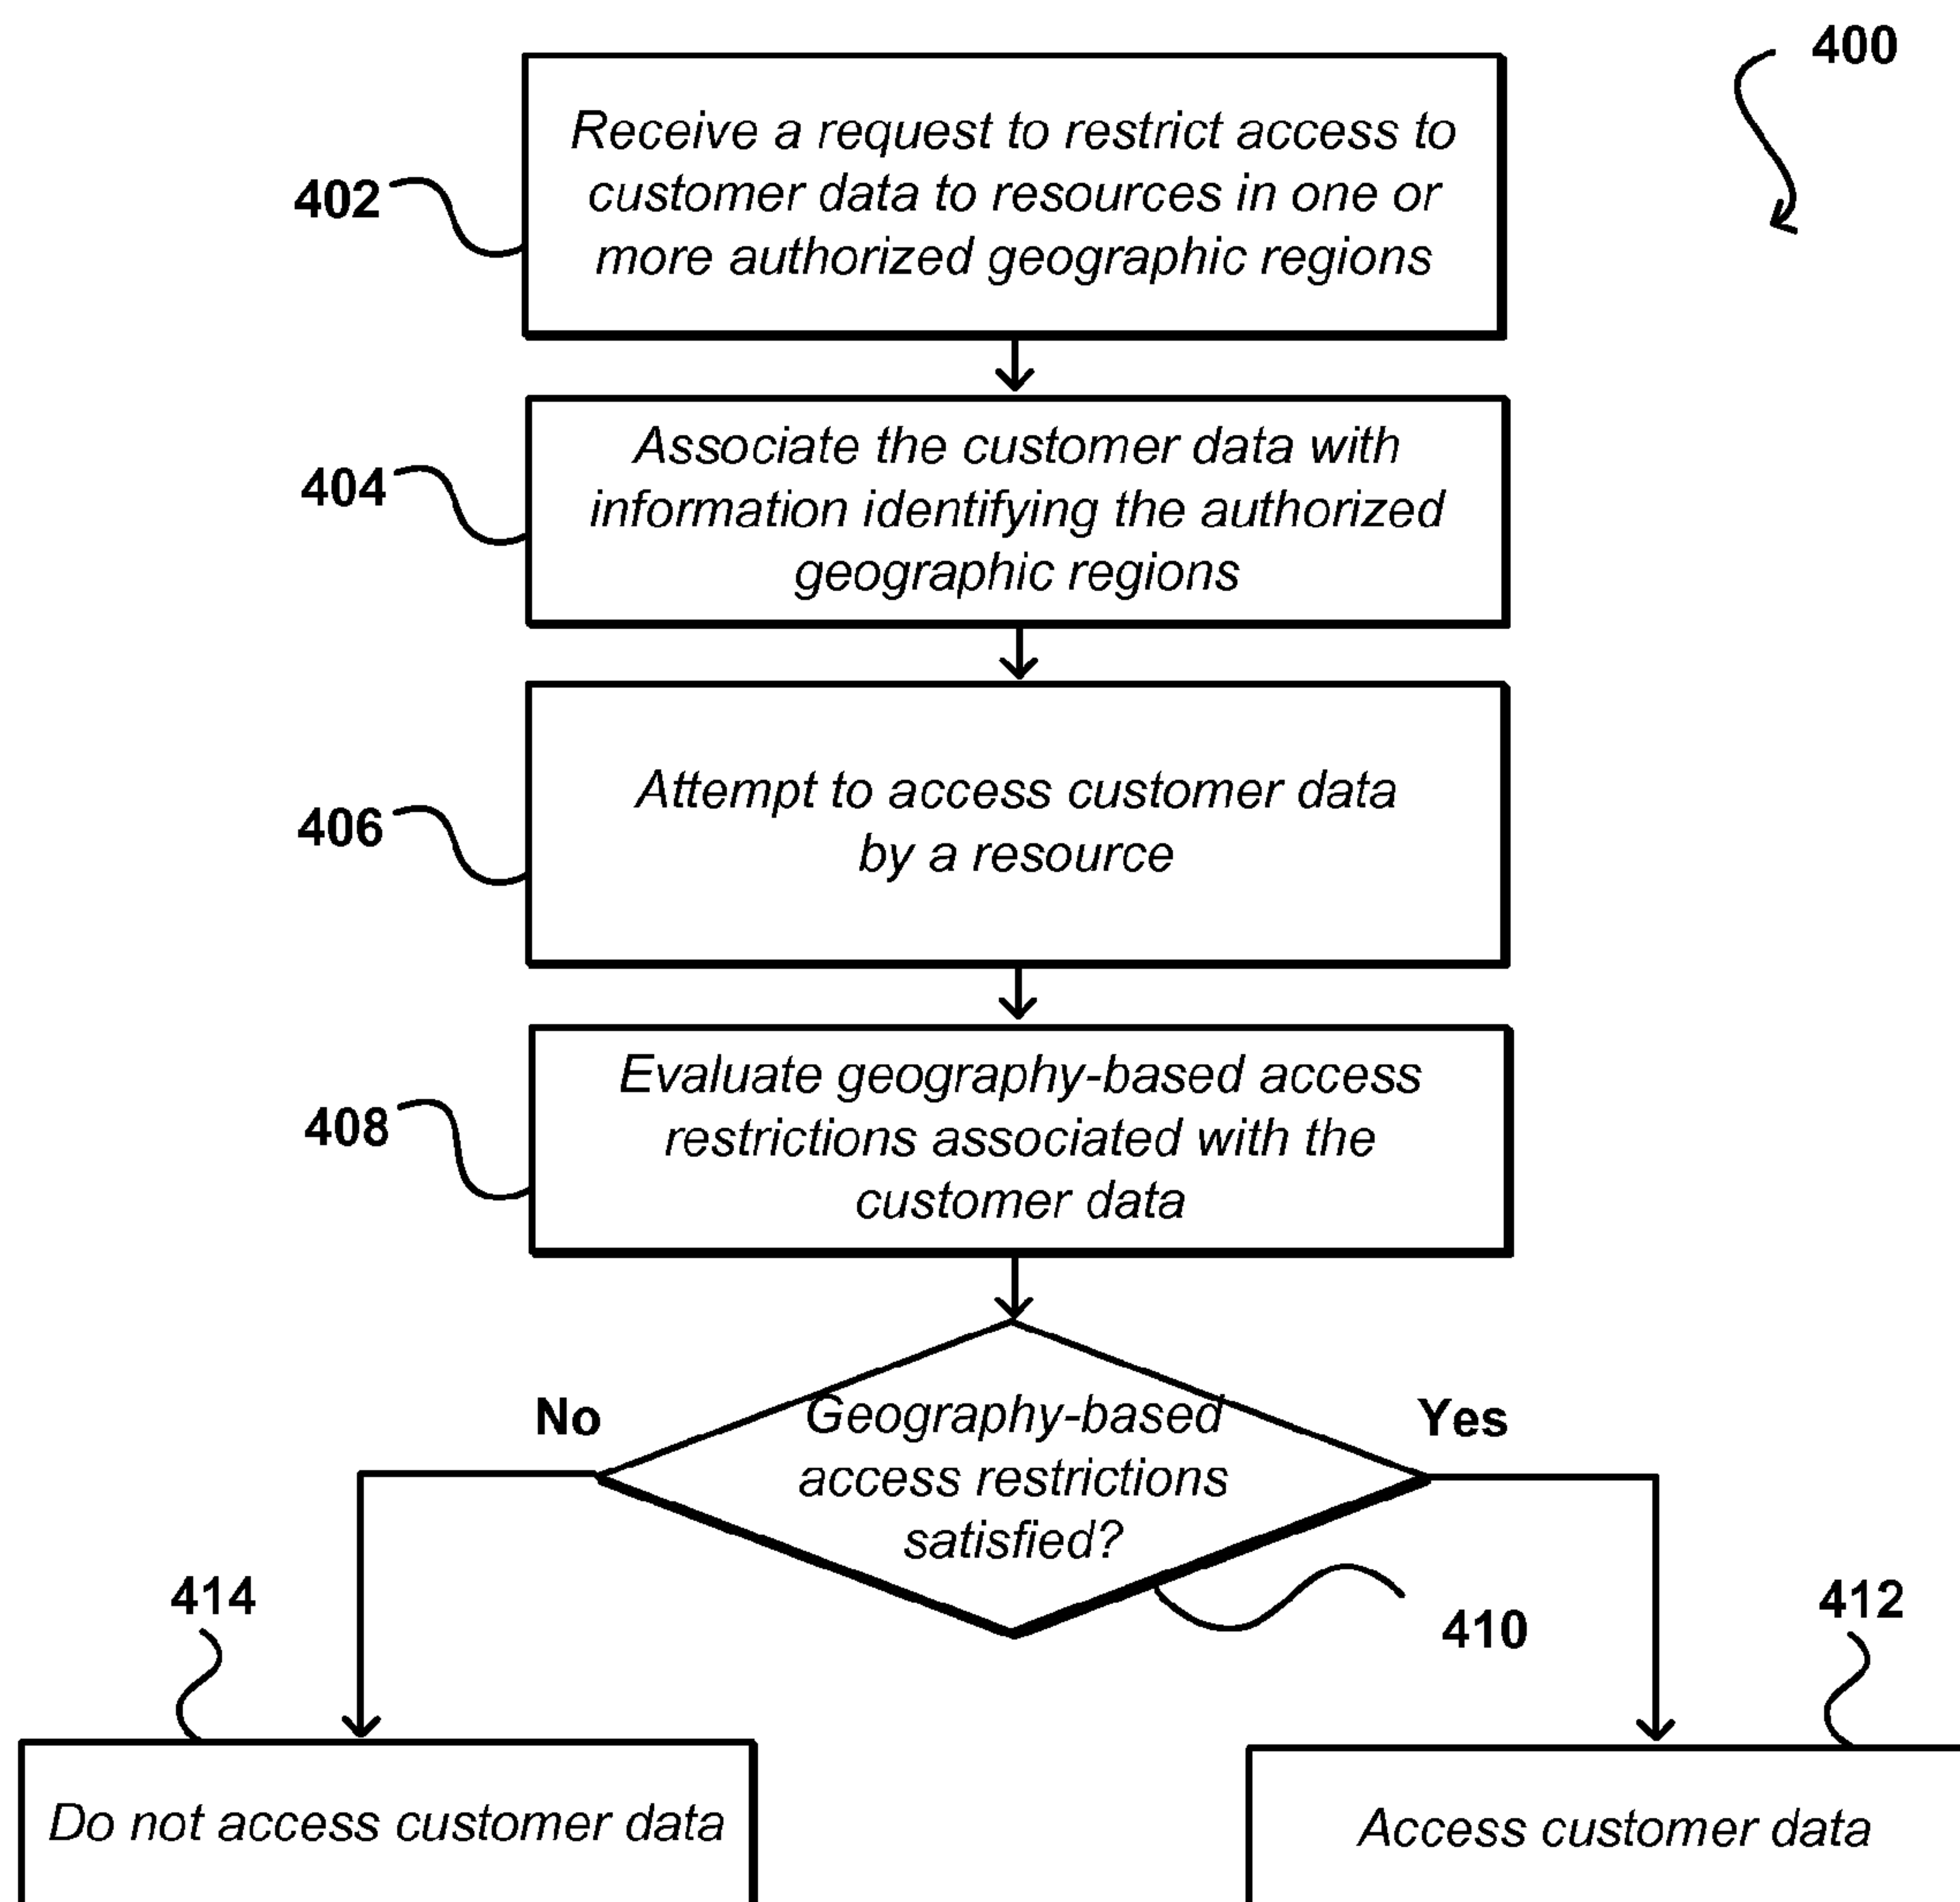 400
Receive a request to restrict access to
customer data to resources in one or
more authorized geographic regions
402
Associate the customer data with
information identifying the authorized
geographic regions
404
Attempt to access customer data
by a resource
406
Evaluate geography-based access
restrictions associated with the
customer data
408
No
Geography-based
access restrictions
satisfied?
Yes
410
414
412
Do not access customer data
Access customer data